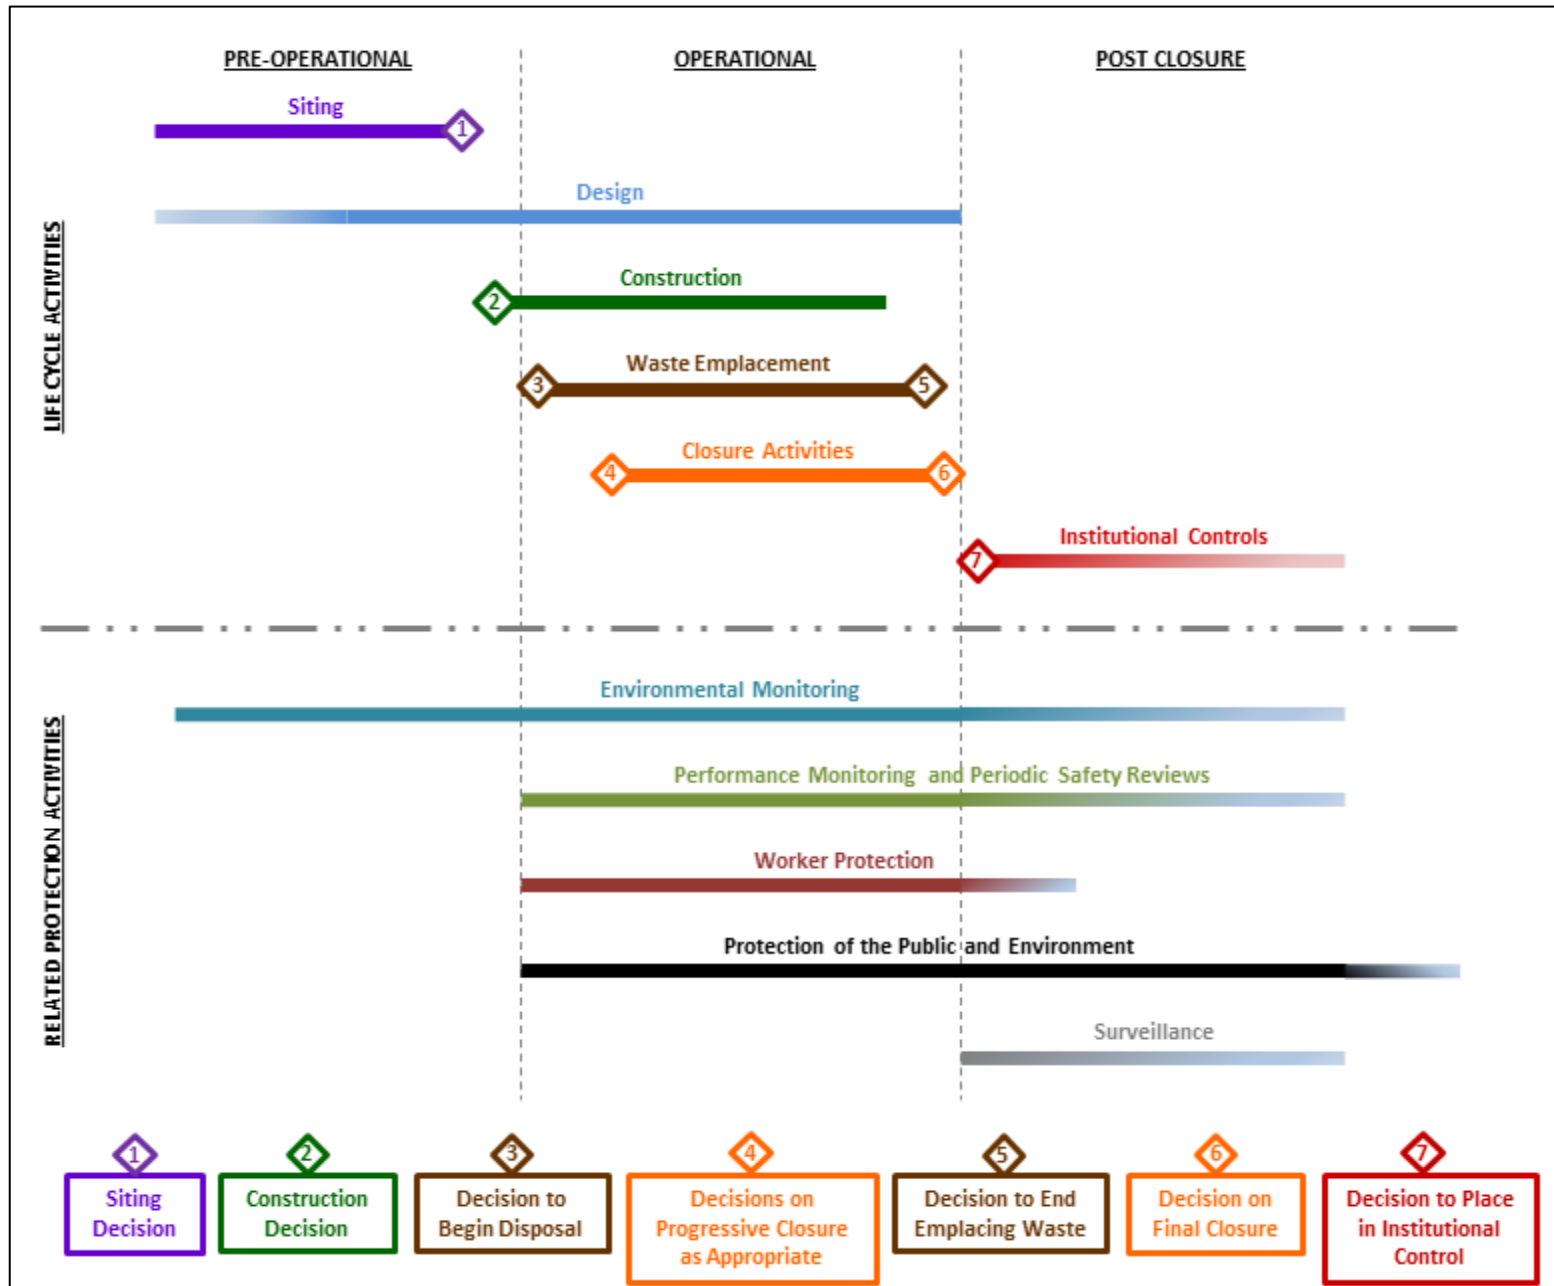 PRE-OPERATIONAL
OPERATIONAL
POST CLOSURE
LIFE CYCLE ACTIVITIES
Siting
1
Design
Construction
2
Waste Emplacement
3
5
Closure Activities
4
6
Institutional Controls
7
RELATED PROTECTION ACTIVITIES
Environmental Monitoring
Performance Monitoring and Periodic Safety Reviews
Worker Protection
Protection of the Public and Environment
Surveillance
1
Siting
Decision
2
Construction
Decision
3
Decision to
Begin Disposal
4
Decisions on
Progressive Closure
as Appropriate
5
Decision to End
Emplacing Waste
6
Decision on
Final Closure
7
Decision to Place
in Institutional
Control